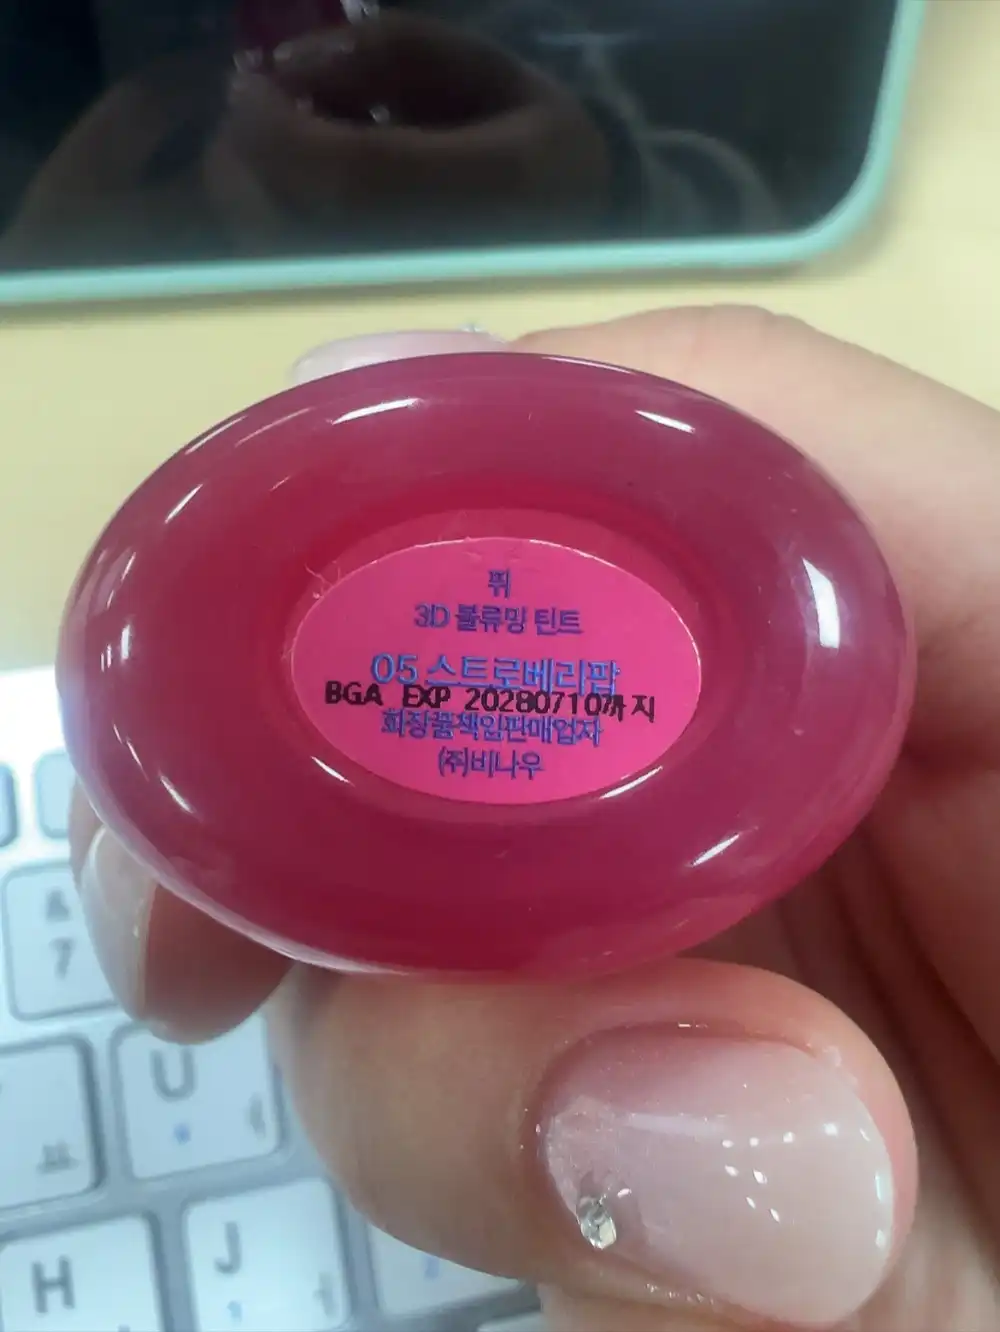 퓌
3D 볼류밍 틴트
05 스트로베리팝
BGA EXP 20280710까지
화장품책임판매업자
(주)비나우
&
7
U
ㅕ
ㅛ
H
J